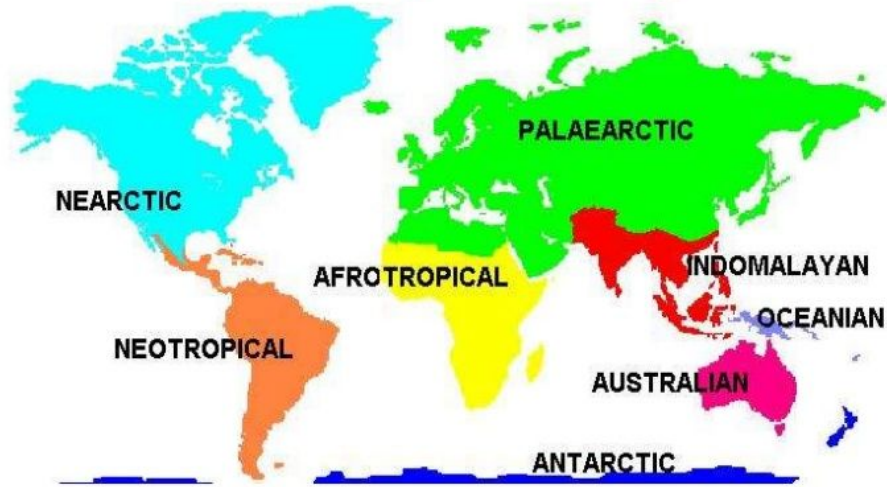 PALAEARCTIC
NEARCTIC
AFROTROPICAL
INDOMALAYAN
OCEANIAN
NEOTROPICAL
AUSTRALIAN
ANTARCTIC